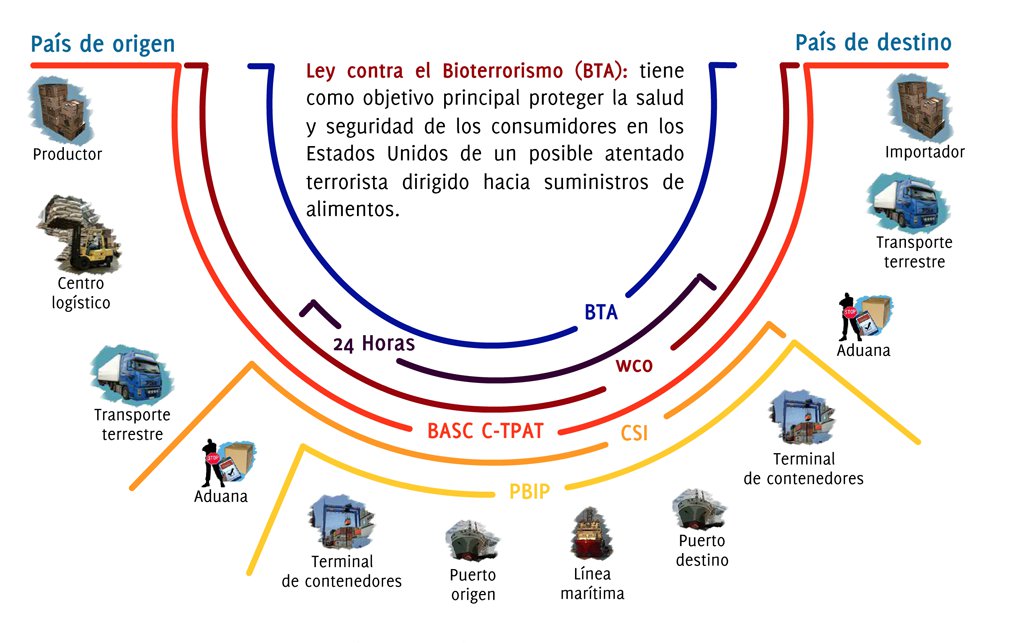 País de origen
País de destino
Ley contra el Bioterrorismo (BTA): tiene
como objetivo principal proteger la salud
y seguridad de los consumidores en los
Estados Unidos de un posible atentado
terrorista dirigido hacia suministros de
alimentos.
Productor
Centro
logístico
Transporte
terrestre
STOP
Aduana
Terminal
de contenedores
Puerto
origen
Línea
marítima
Puerto
destino
Terminal
de contenedores
STOP
Aduana
Transporte
terrestre
Importador
BTA
24 Horas
WCO
BASC C-TPAT
CSI
PBIP